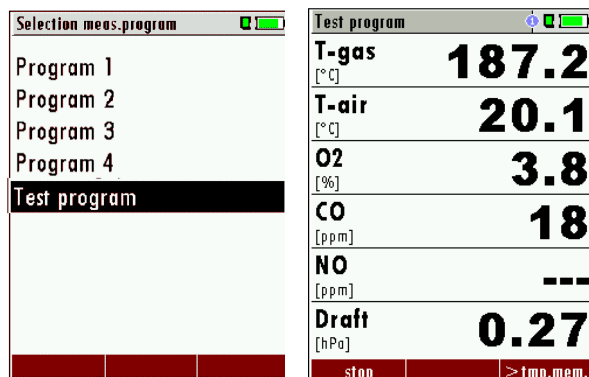 Selection meas.program
Program 1
Program 2
Program 3
Program 4
Test program
Test program 1
T-gas 187.2
[°C]
T-air 20.1
[°C]
O2 3.8
[%]
CO 18
[ppm]
NO ---
[ppm]
Draft 0.27
[hPa]
stop >tmp.mem.